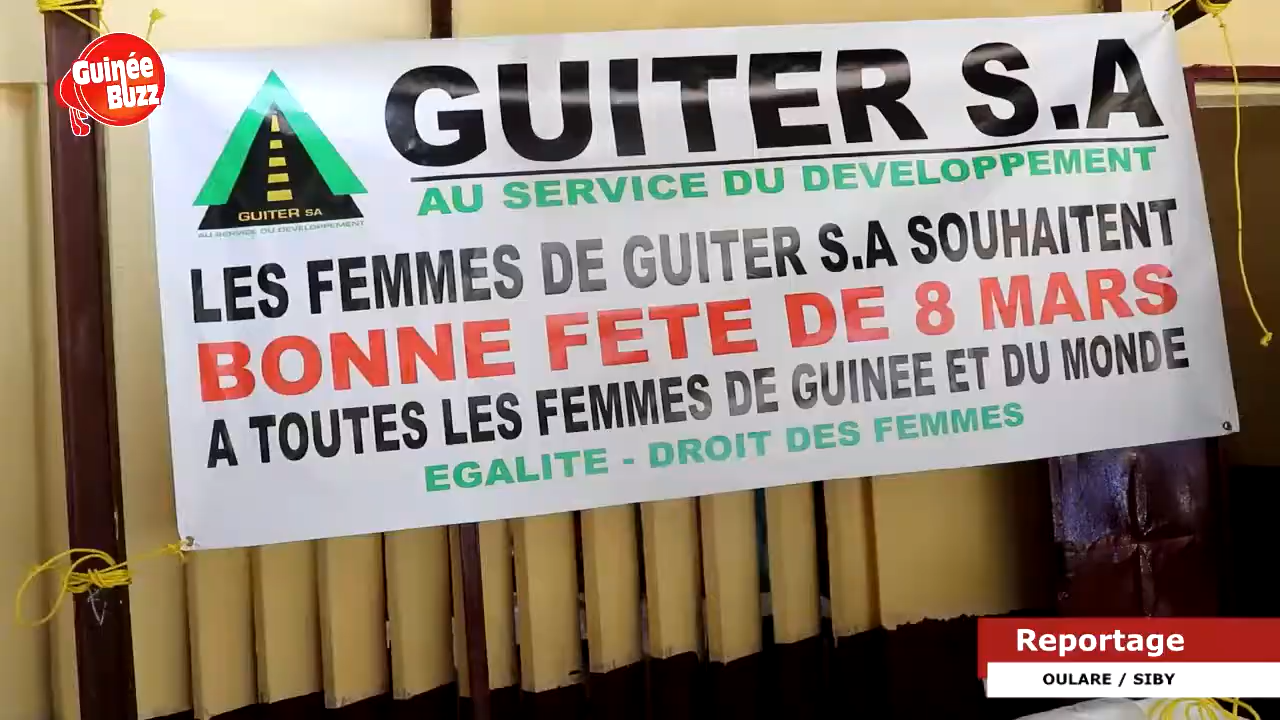 Guinée
BUZZ
GUITER S.A
AU SERVICE DU DEVELOPPEMENT
GUITER SA
AU SERVICE DU DEVELOPPEMENT
LES FEMMES DE GUITER S.A SOUHAITENT
BONNE FETE DE 8 MARS
A TOUTES LES FEMMES DE GUINEE ET DU MONDE
EGALITE - DROIT DES FEMMES
Reportage
OULARE / SIBY